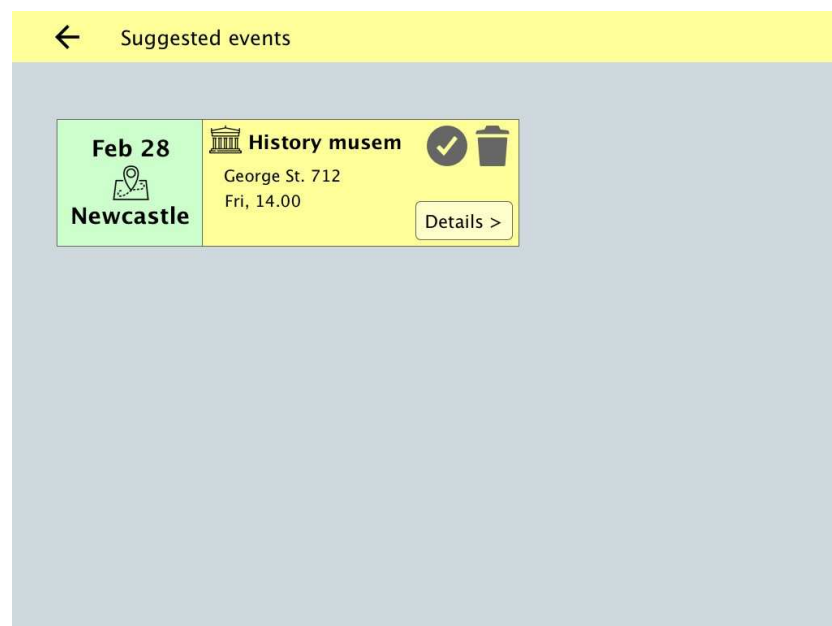 Suggested events
Feb 28
Newcastle
History musem
George St. 712
Fri, 14.00
Details >